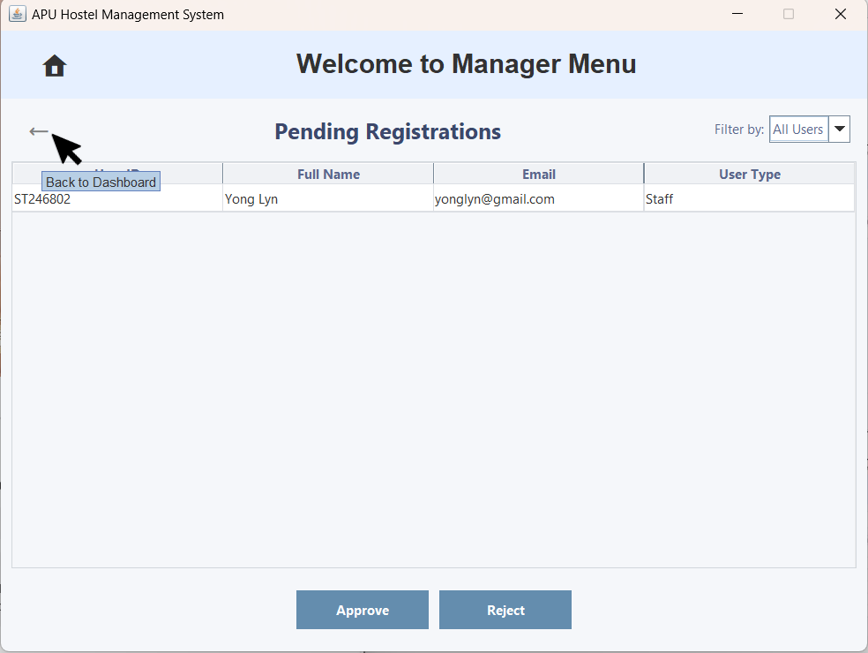 APU Hostel Management System
Welcome to Manager Menu
Pending Registrations
Filter by: All Users
Full Name Email User Type
Back to Dashboard
ST246802 Yong Lyn yonglyn@gmail.com Staff
Approve Reject